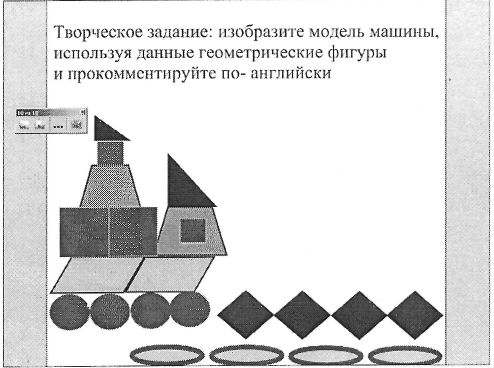 Творческое задание: изобразите модель машины,
используя данные геометрические фигуры
и прокомментируйте по- английски